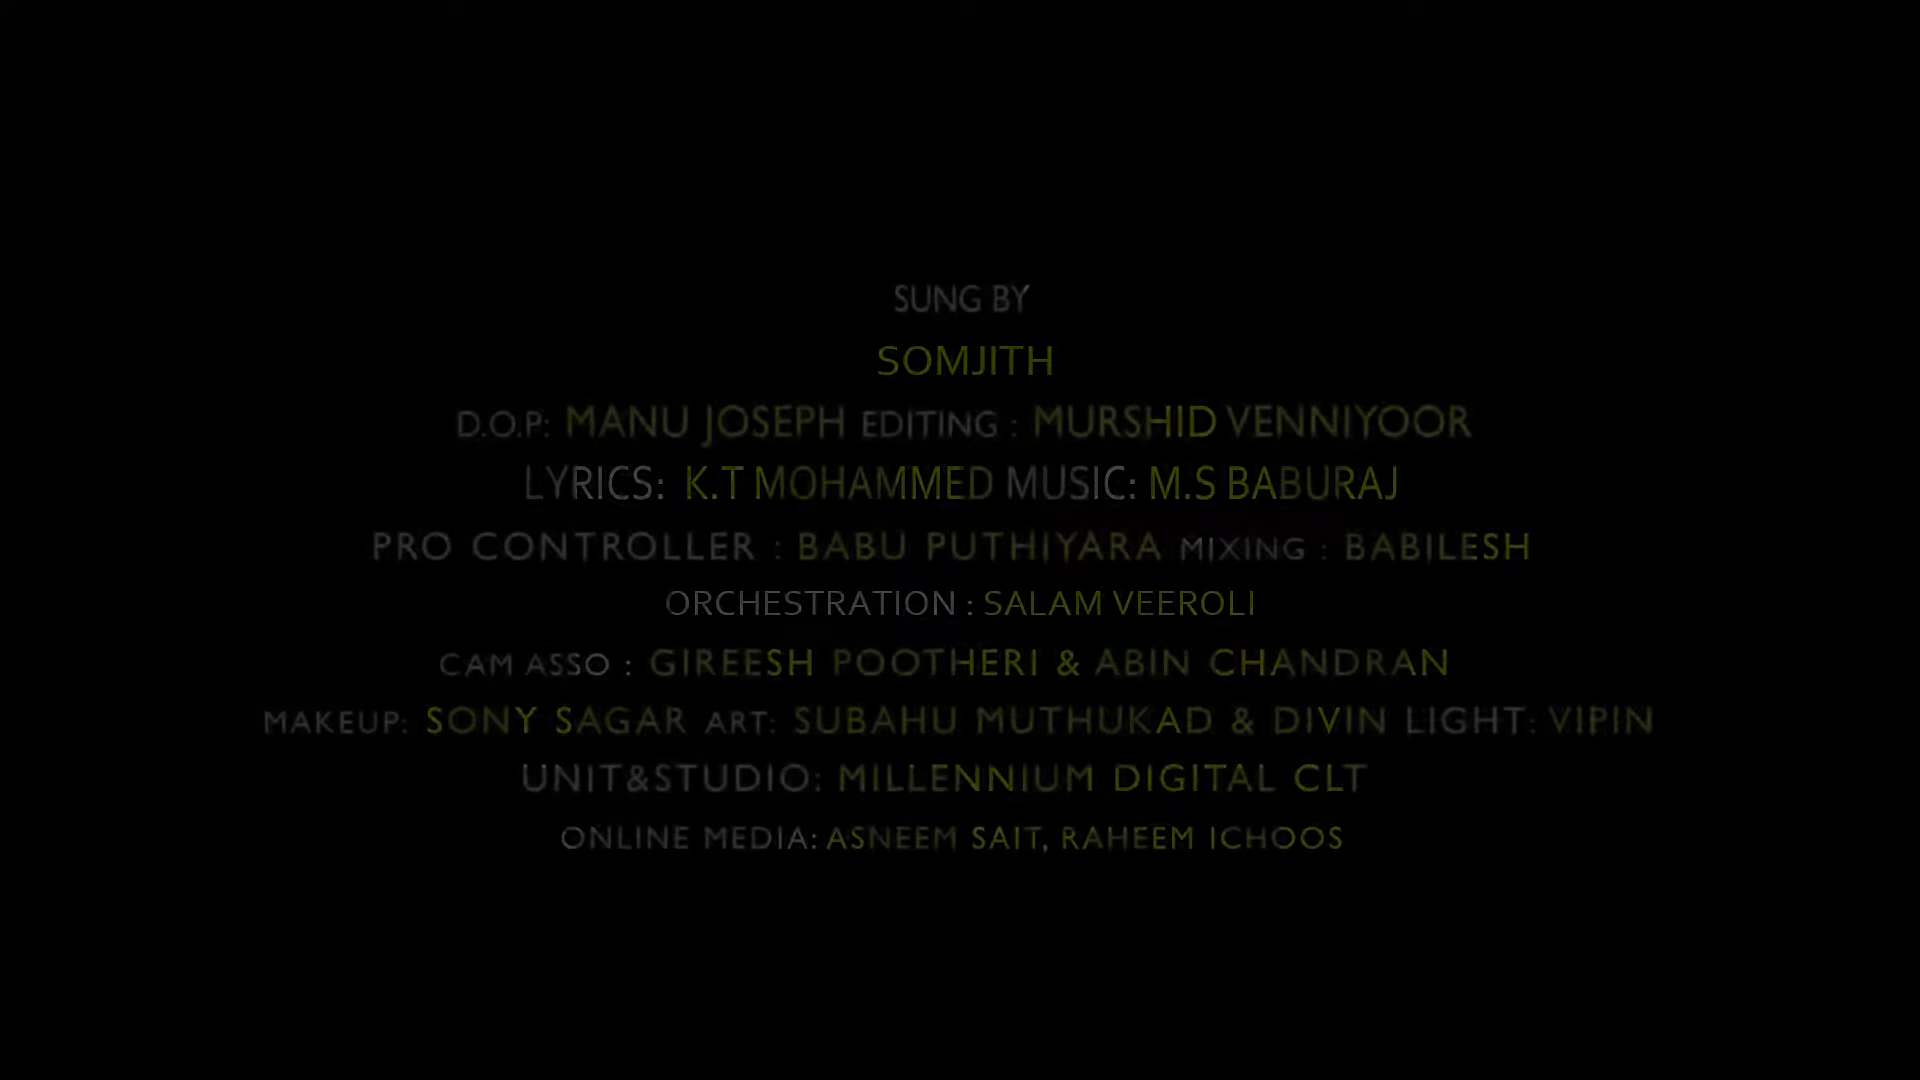 SUNG BY
SOMJITH
D.O.P: MANU JOSEPH EDITING : MURSHID VENNIYOOR
LYRICS: K.T MOHAMMED MUSIC: M.S BABURAJ
PRO CONTROLLER : BABU PUTHIYARA MIXING : BABILESH
ORCHESTRATION : SALAM VEEROLI
CAM ASSO : GIREESH POOTHERI & ABIN CHANDRAN
MAKEUP: SONY SAGAR ART: SUBAHU MUTHUKAD & DIVIN LIGHT: VIPIN
UNIT&STUDIO: MILLENNIUM DIGITAL CLT
ONLINE MEDIA: ASNEEM SAIT, RAHEEM ICHOOS